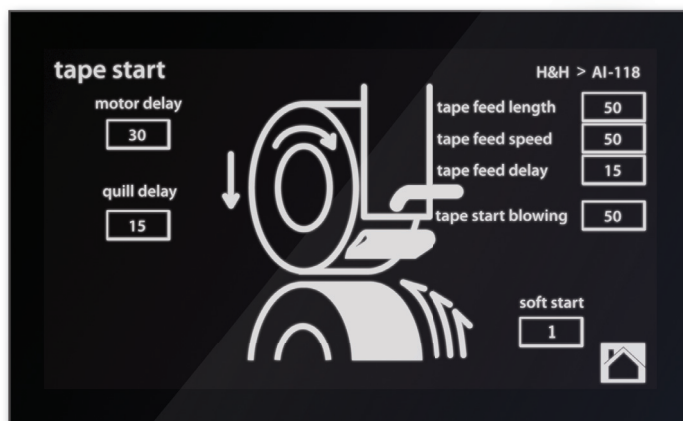 tape start
H&H > AI-118
motor delay
30
quill delay
15
tape feed length 50
tape feed speed 50
tape feed delay 15
tape start blowing 50
soft start
1